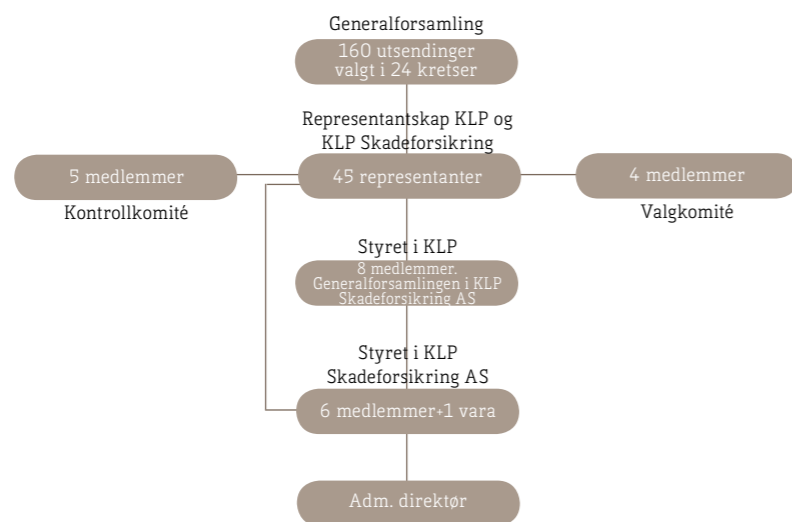 Generalforsamling
160 utsendinger
valgt i 24 kretser
Representantskap KLP og
KLP Skadeforsikring
5 medlemmer
45 representanter
4 medlemmer
Kontrollkomité
Valgkomité
Styret i KLP
8 medlemmer.
Generalforsamlingen i KLP
Skadeforsikring AS
Styret i KLP
Skadeforsikring AS
6 medlemmer+1 vara
Adm. direktør